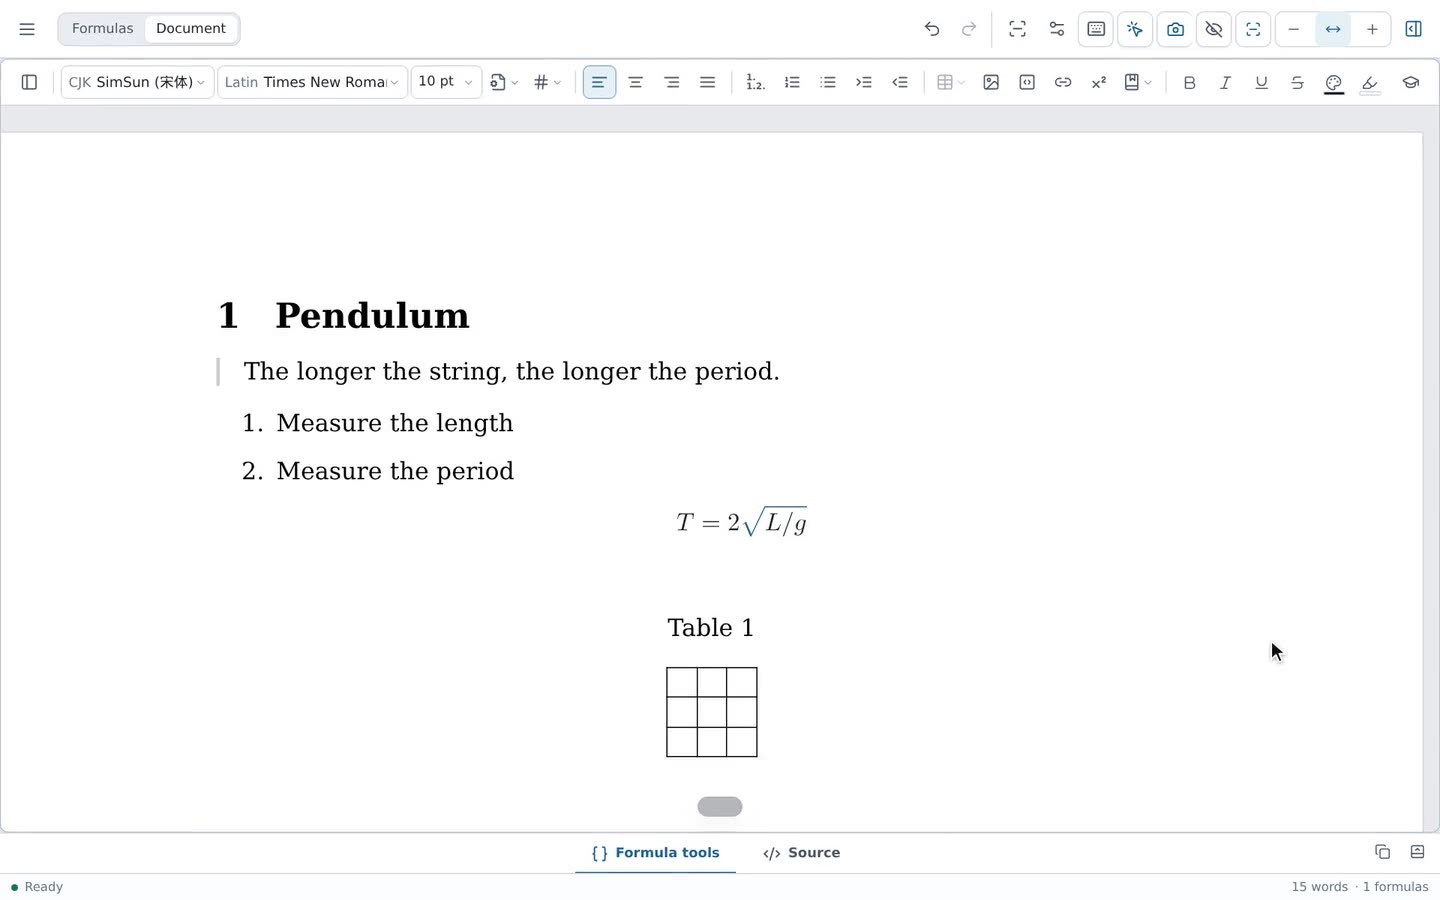 Formulas Document
CJK SimSun (宋体) Latin Times New Roma 10 pt
1 Pendulum
The longer the string, the longer the period.
1. Measure the length
2. Measure the period
T = 2√L/g
Table 1
{ } Formula tools </> Source
Ready 15 words · 1 formulas